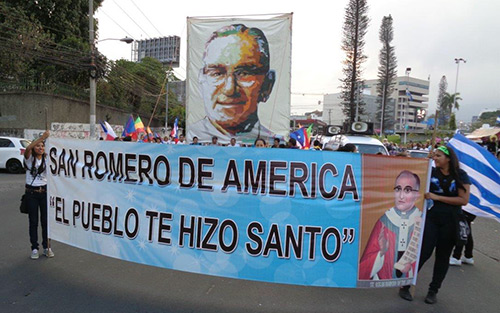 SAN ROMERO DE AMERICA
"EL PUEBLO TE HIZO SANTO"